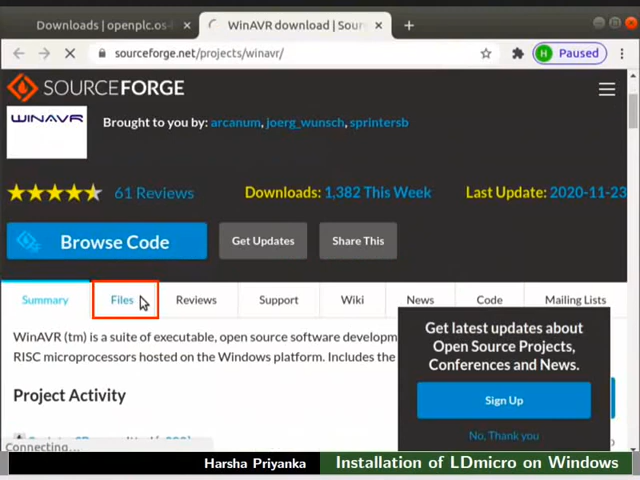 Downloads | openplc.os-
WinAVR download | Sour
sourceforge.net/projects/winavr/
H
Paused
SOURCEFORGE
WINAVR
Brought to you by: arcanum, joerg_wunsch, sprintersb
61 Reviews
Downloads: 1,382 This Week
Last Update: 2020-11-23
Browse Code
Get Updates
Share This
Summary
Files
Reviews
Support
Wiki
News
Code
Mailing Lists
WinAVR (tm) is a suite of executable, open source software developm
RISC microprocessors hosted on the Windows platform. Includes the
Get latest updates about
Open Source Projects,
Conferences and News.
Sign Up
No, Thank you
Project Activity
Connecting...
Harsha Priyanka
Installation of LDmicro on Windows